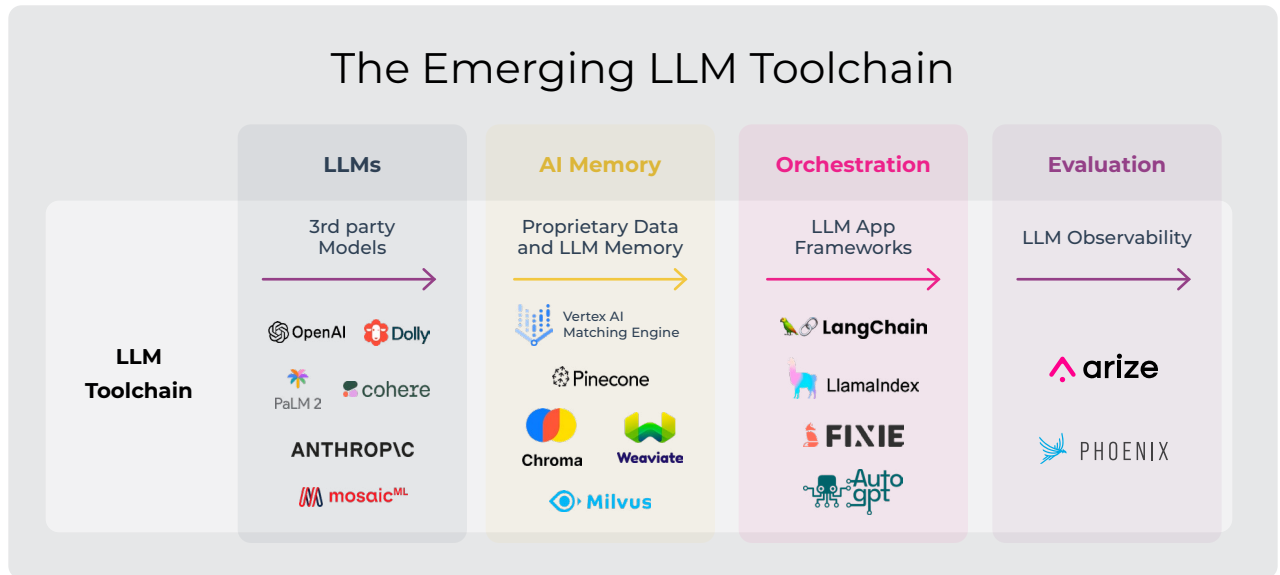 The Emerging LLM Toolchain
LLMs
AI Memory
Orchestration
Evaluation
3rd party
Models
Proprietary Data
and LLM Memory
LLM App
Frameworks
LLM Observability
LLM
Toolchain
OpenAI
Dolly
PaLM 2
cohere
ANTHROP\C
mosaicML
Vertex AI
Matching Engine
Pinecone
Chroma
Weaviate
Milvus
LangChain
LlamaIndex
FIXIE
Auto
gpt
arize
PHOENIX